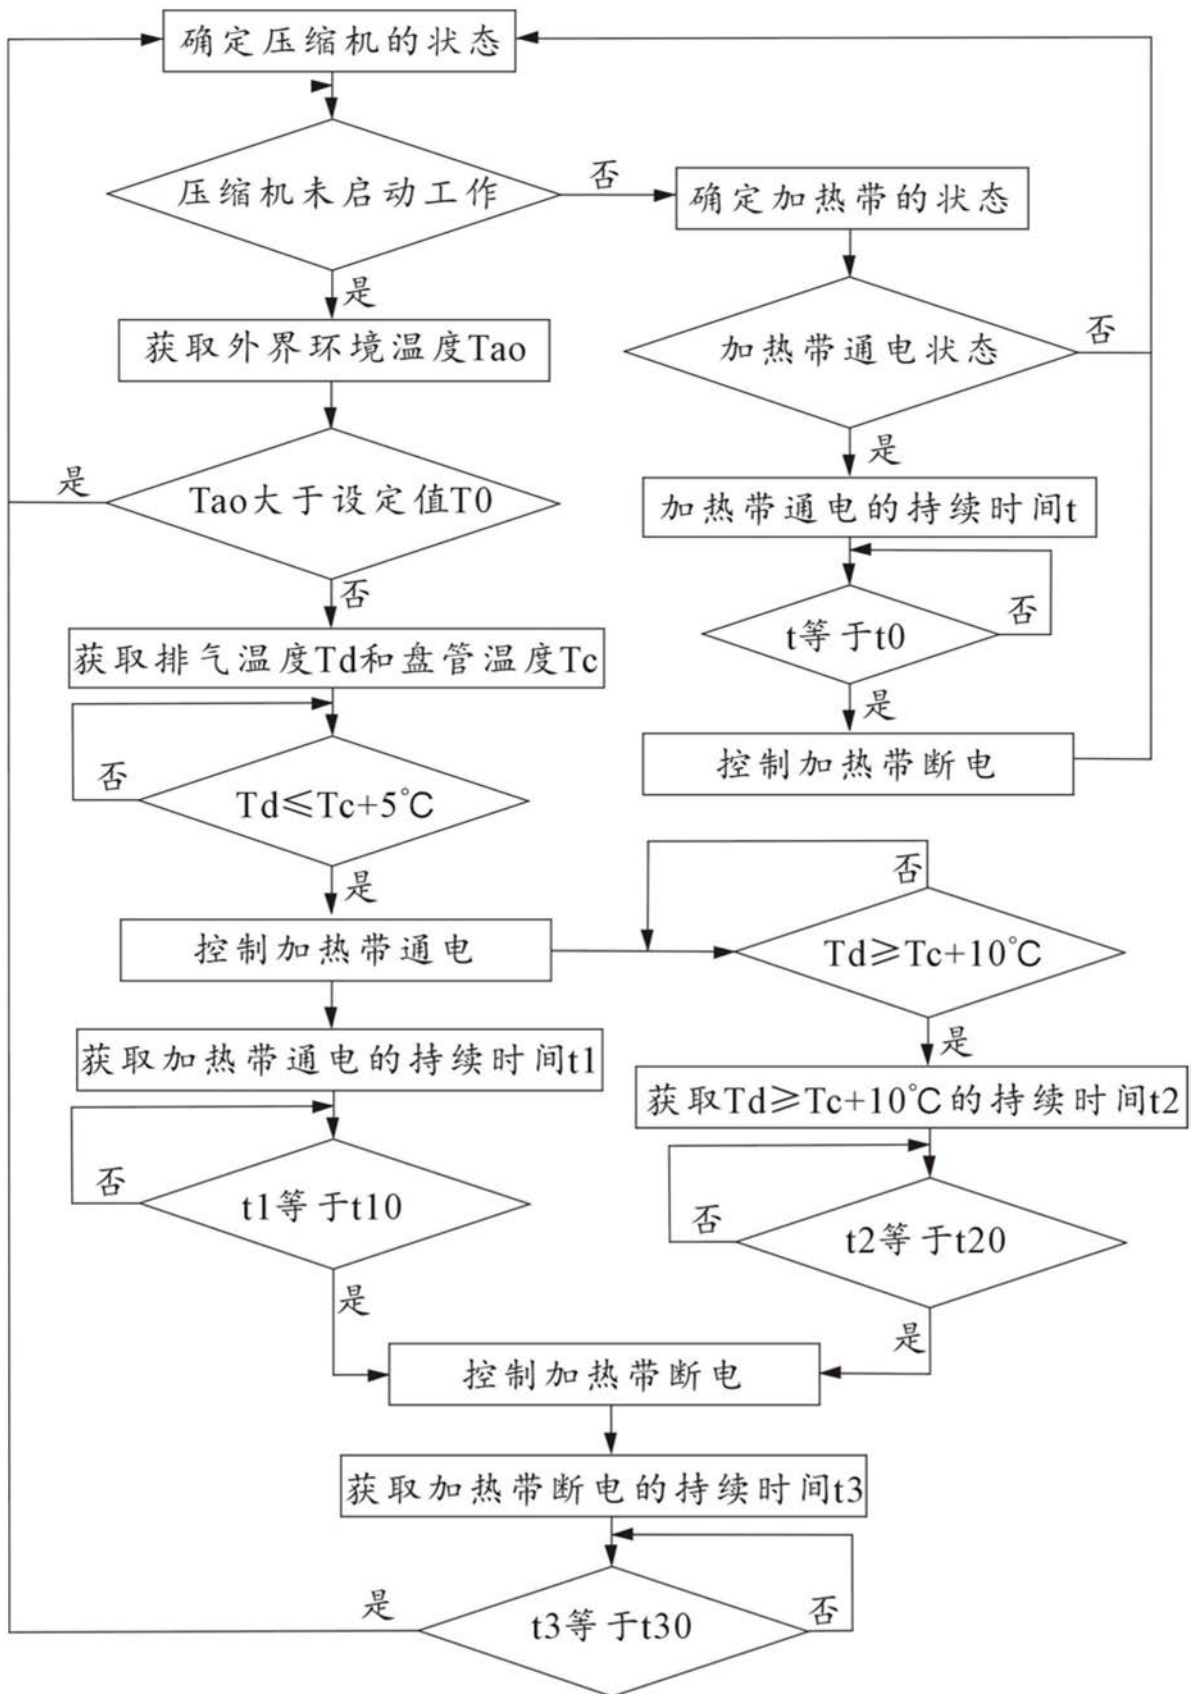 确定压缩机的状态
压缩机未启动工作
否
确定加热带的状态
是
获取外界环境温度Tao
加热带通电状态
否
是
是
Tao大于设定值T0
加热带通电的持续时间t
否
否
t等于t0
获取排气温度Td和盘管温度Tc
是
控制加热带断电
否
Td≤Tc+5℃
是
否
控制加热带通电
Td≥Tc+10℃
是
获取加热带通电的持续时间t1
获取Td≥Tc+10℃的持续时间t2
否
t1等于t10
否
t2等于t20
是
是
控制加热带断电
获取加热带断电的持续时间t3
是
t3等于t30
否